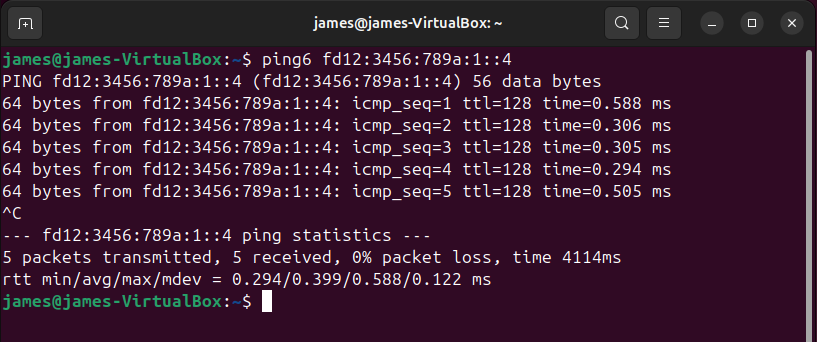 james@james-VirtualBox: ~
james@james-VirtualBox:~$ ping6 fd12:3456:789a:1::4
PING fd12:3456:789a:1::4 (fd12:3456:789a:1::4) 56 data bytes
64 bytes from fd12:3456:789a:1::4: icmp_seq=1 ttl=128 time=0.588 ms
64 bytes from fd12:3456:789a:1::4: icmp_seq=2 ttl=128 time=0.306 ms
64 bytes from fd12:3456:789a:1::4: icmp_seq=3 ttl=128 time=0.305 ms
64 bytes from fd12:3456:789a:1::4: icmp_seq=4 ttl=128 time=0.294 ms
64 bytes from fd12:3456:789a:1::4: icmp_seq=5 ttl=128 time=0.505 ms
^C
--- fd12:3456:789a:1::4 ping statistics ---
5 packets transmitted, 5 received, 0% packet loss, time 4114ms
rtt min/avg/max/mdev = 0.294/0.399/0.588/0.122 ms
james@james-VirtualBox:~$